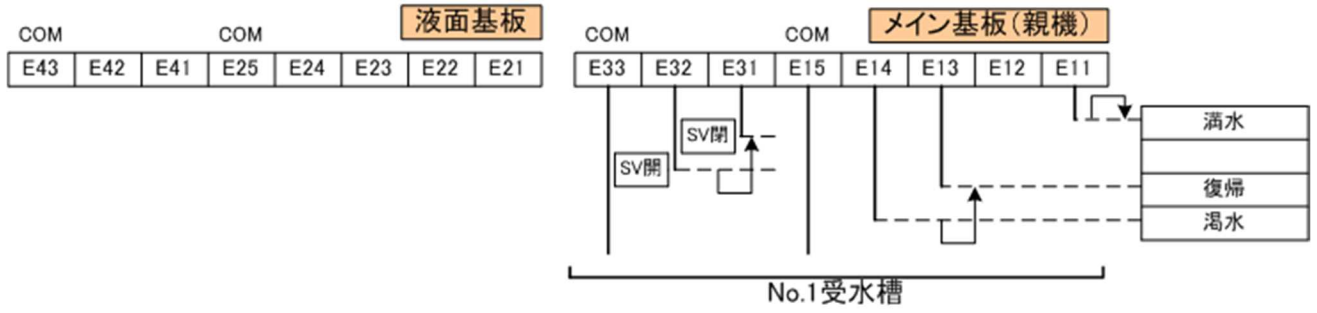 液面基板
メイン基板(親機)
COM COM COM COM
E43 E42 E41 E25 E24 E23 E22 E21 E33 E32 E31 E15 E14 E13 E12 E11
満水
SV閉
SV開
復帰
渇水
No.1受水槽